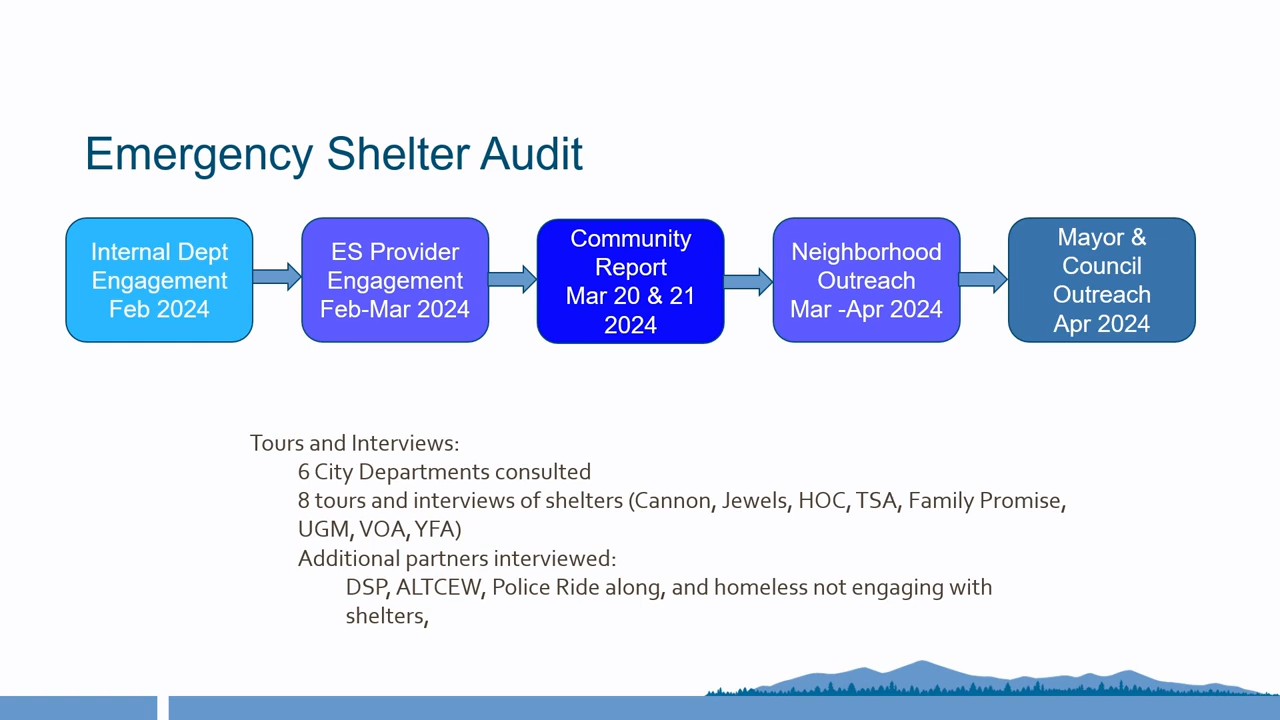 Emergency Shelter Audit
Internal Dept
Engagement
Feb 2024
ES Provider
Engagement
Feb-Mar 2024
Community
Report
Mar 20 & 21
2024
Neighborhood
Outreach
Mar -Apr 2024
Mayor &
Council
Outreach
Apr 2024
Tours and Interviews:
6 City Departments consulted
8 tours and interviews of shelters (Cannon, Jewels, HOC, TSA, Family Promise,
UGM, VOA, YFA)
Additional partners interviewed:
DSP, ALTCEW, Police Ride along, and homeless not engaging with
shelters,